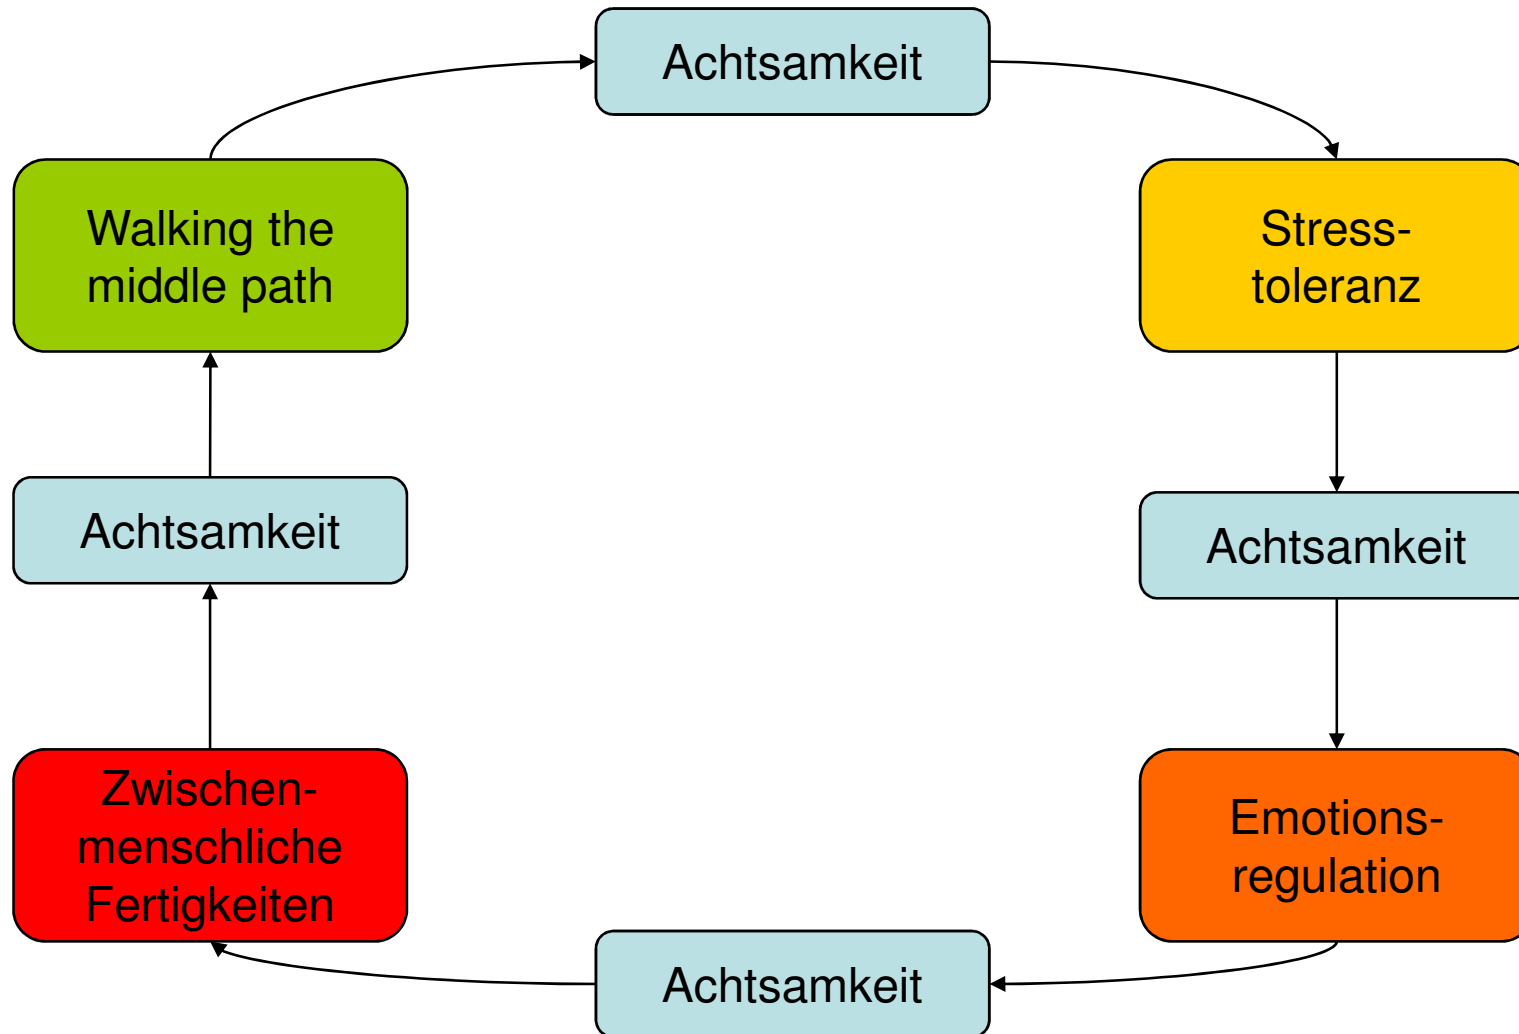 Achtsamkeit
Walking the
middle path
Stress-
toleranz
Achtsamkeit
Achtsamkeit
Zwischen-
menschliche
Fertigkeiten
Emotions-
regulation
Achtsamkeit